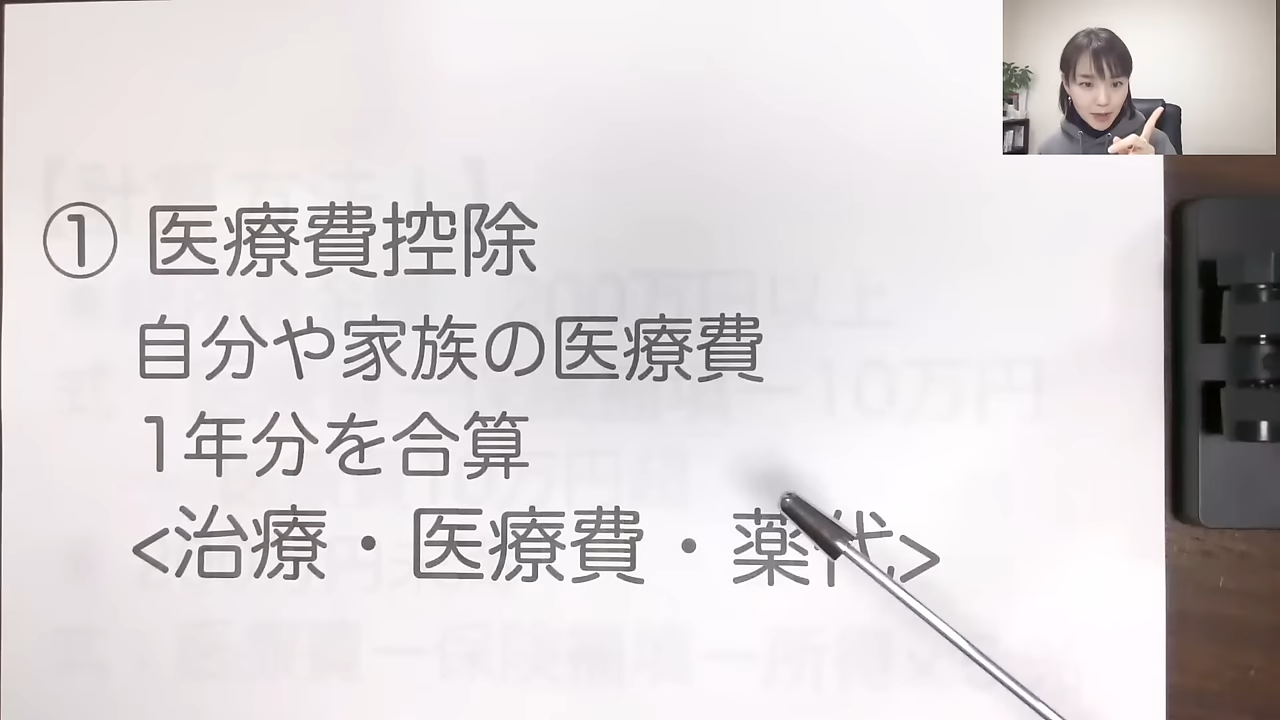 ① 医療費控除
自分や家族の医療費
1年分を合算
<治療・医療費・薬代>